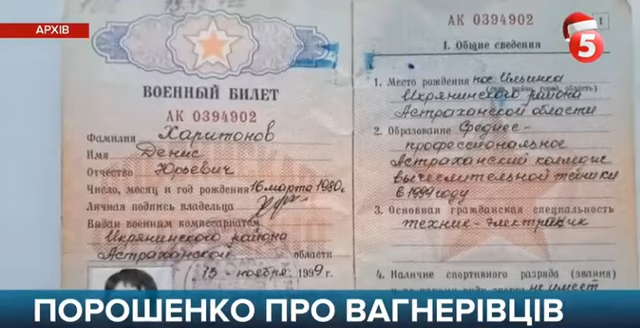 АРХІВ
5
ВОЕННЫЙ БИЛЕТ
АК 0394902
Фамилия Харитонов
Имя Денис
Отчество Юрьевич
Число, месяц и год рождения 16 марта 1980г
Личная подпись владельца
Выдан военным комиссариатом
Икрянинского района
Астраханской области
15 ноября 1999 г.
АК 0394902
1
I. Общие сведения
1. Место рождения пос. Ильинка
Икрянинского района
Астраханской области
2. Образование Среднее-
профессиональное
Астраханский колледж
вычеслительной техники
в 1999 году
3. Основная гражданская специальность
техник-электрик
4. Наличие спортивного разряда (звания)
не имеет
ПОРОШЕНКО ПРО ВАГНЕРІВЦІВ